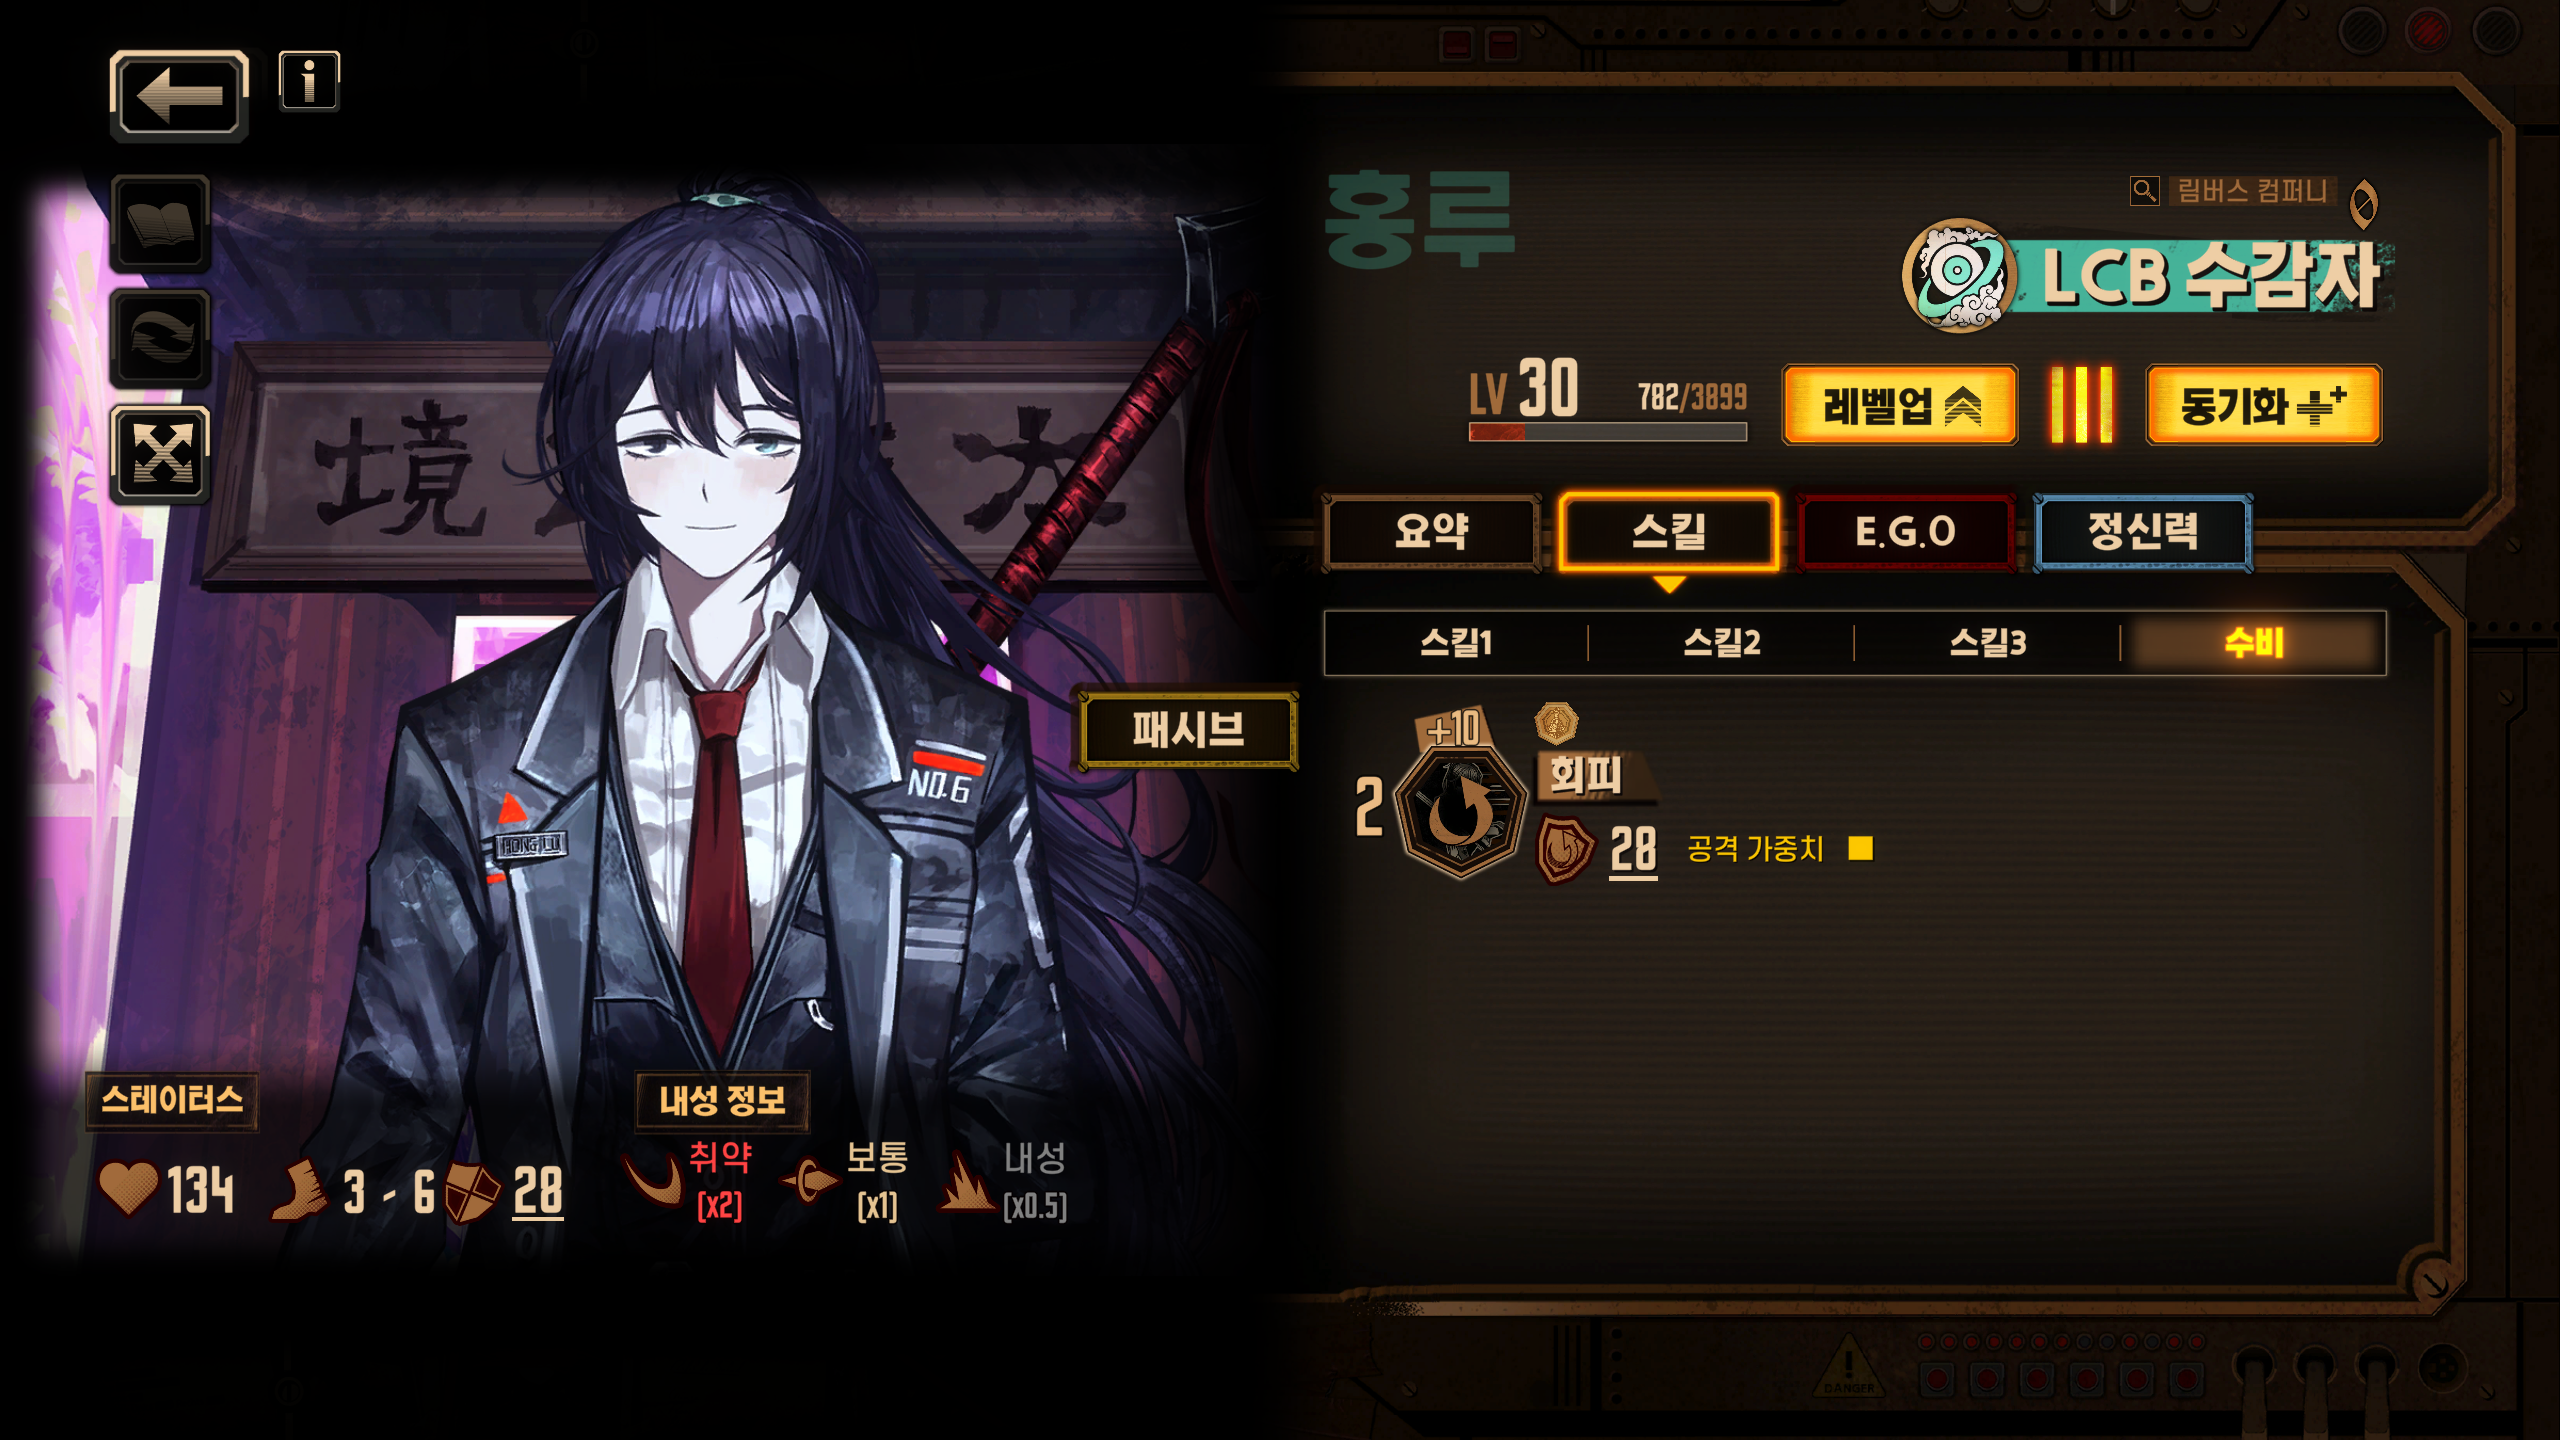 홍루
림버스 컴퍼니
LCB 수감자
LV 30 782/3899
레벨업
동기화
요약 스킬 E.G.O 정신력
스킬1 스킬2 스킬3 수비
패시브
+10
2
회피
28 공격 가중치
境 太
NO.6
HONG LU
스테이터스
134 3 - 6 28
내성 정보
취약 [x2]
보통 [x1]
내성 [x0.5]
DANGER